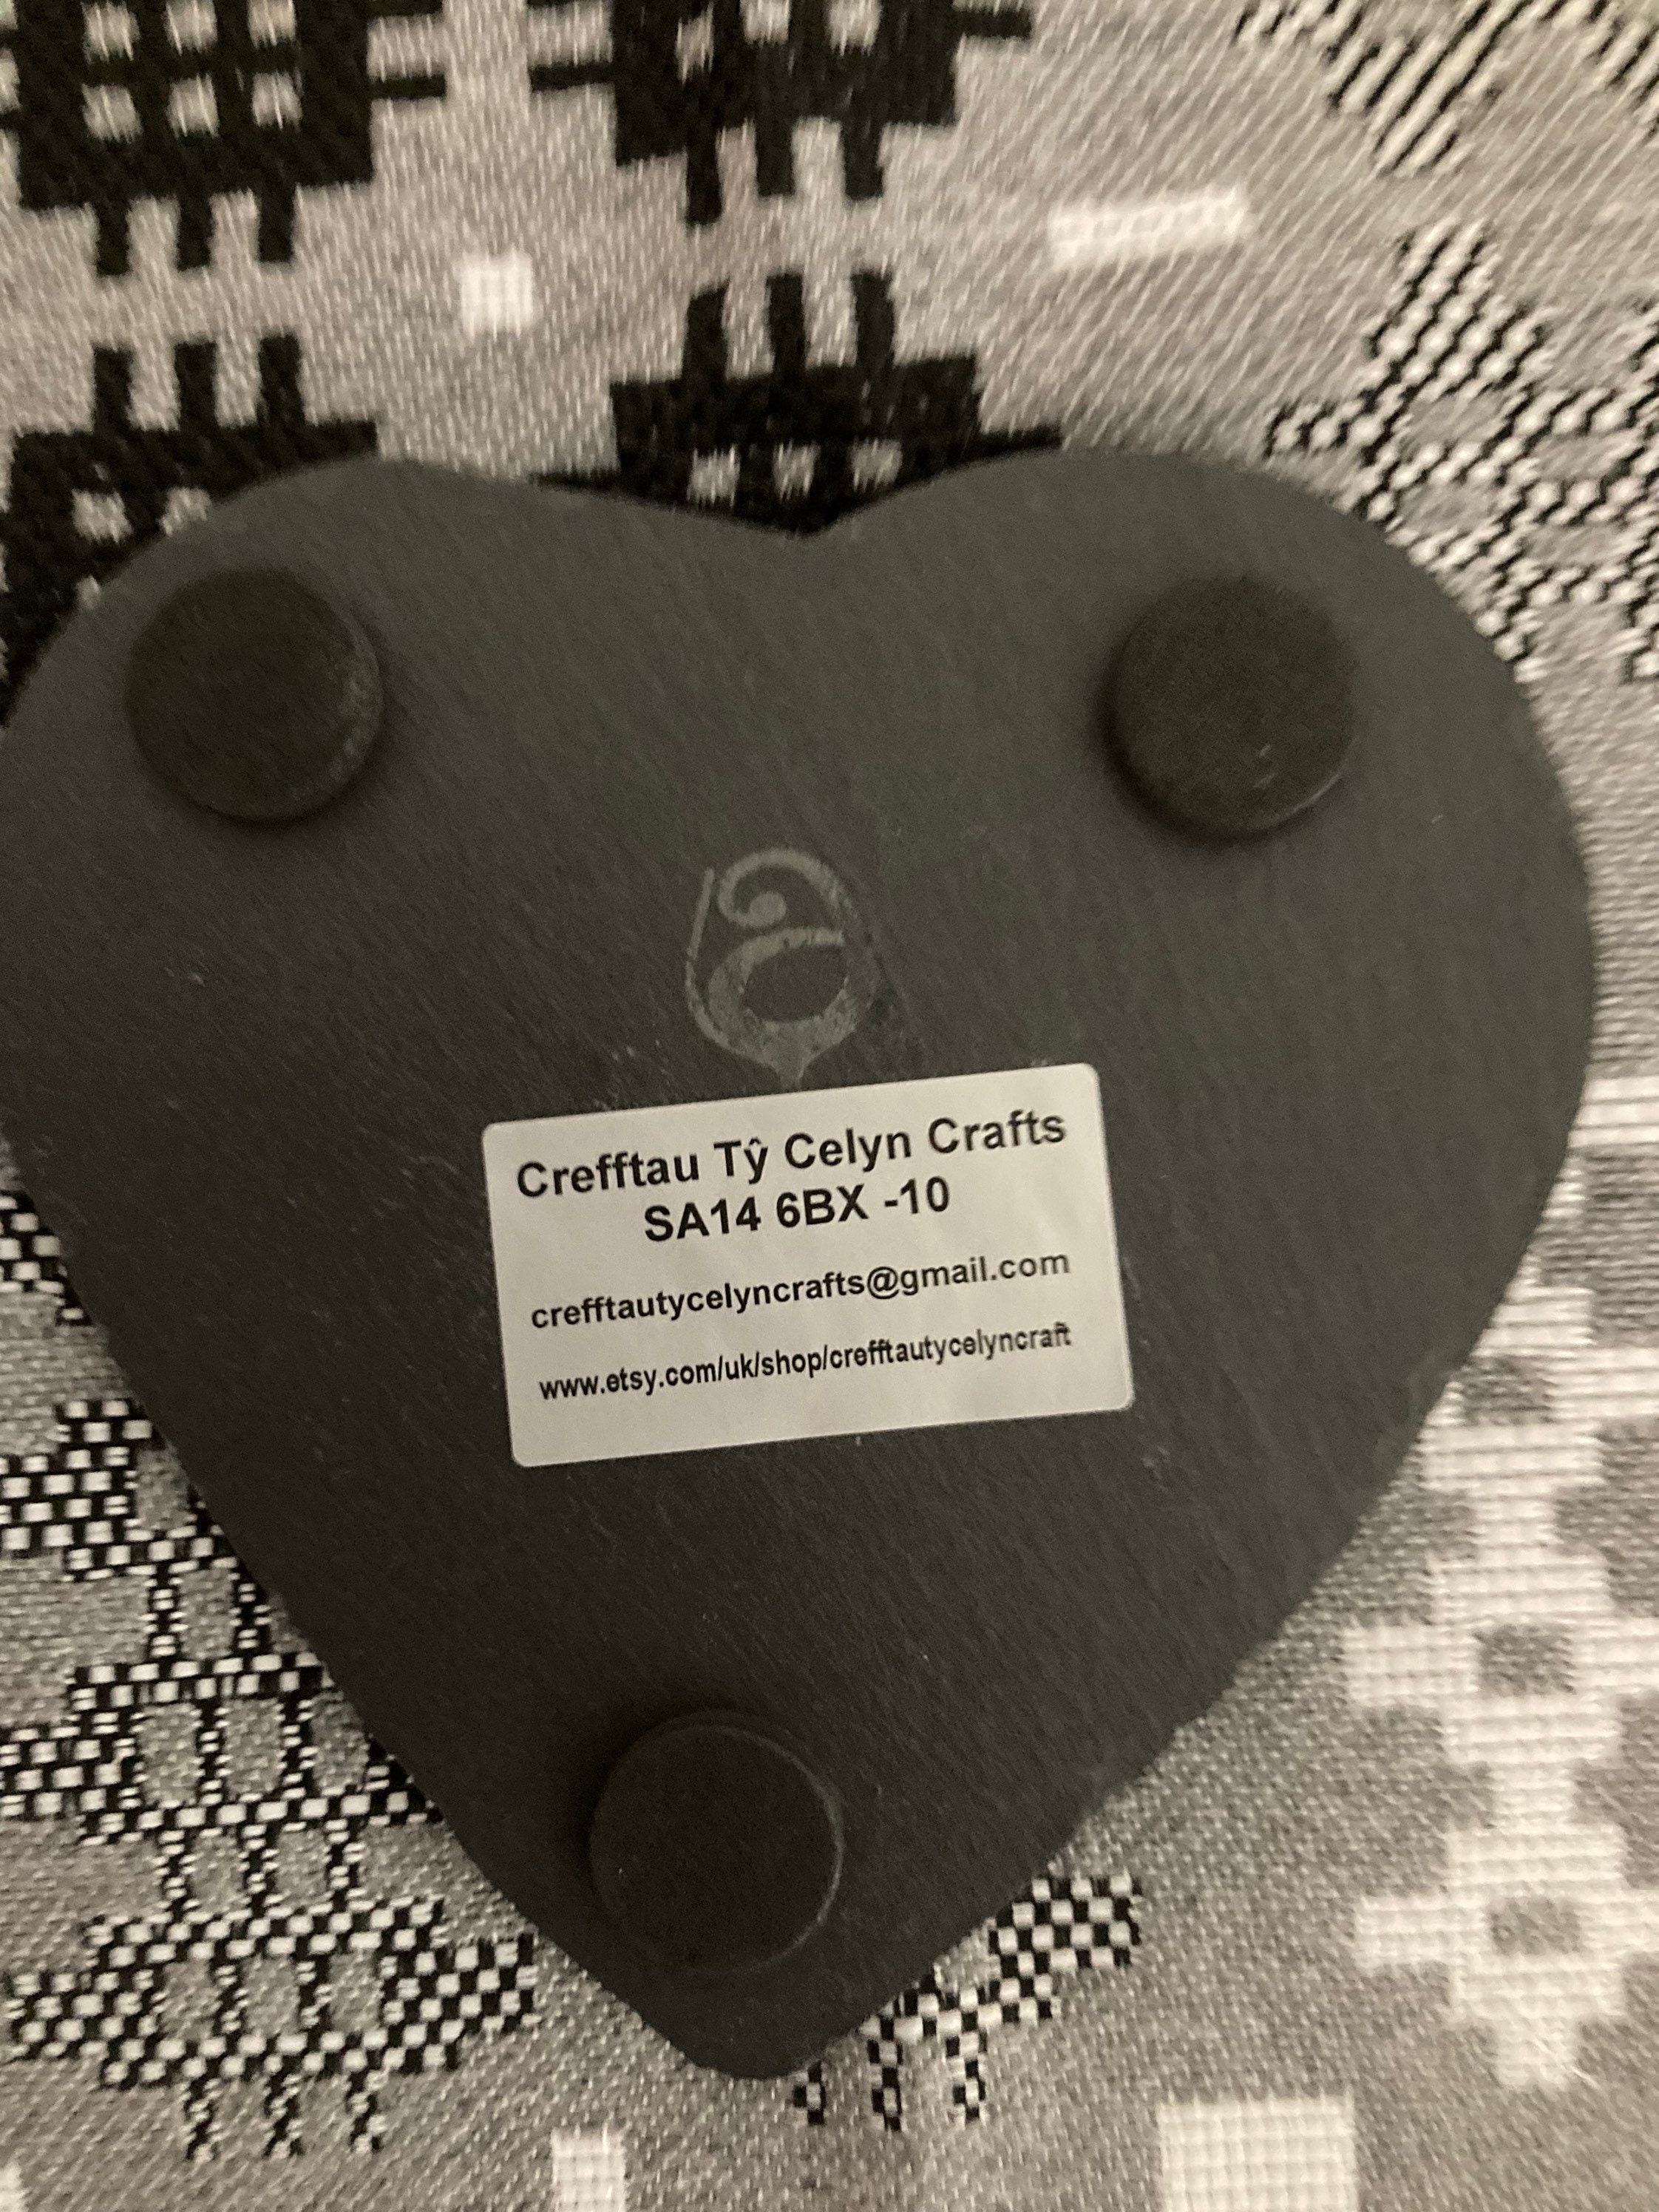 Crefftau Tŷ Celyn Crafts
SA14 6BX -10
crefftautycelyncrafts@gmail.com
www.etsy.com/uk/shop/crefftautycelyncraft